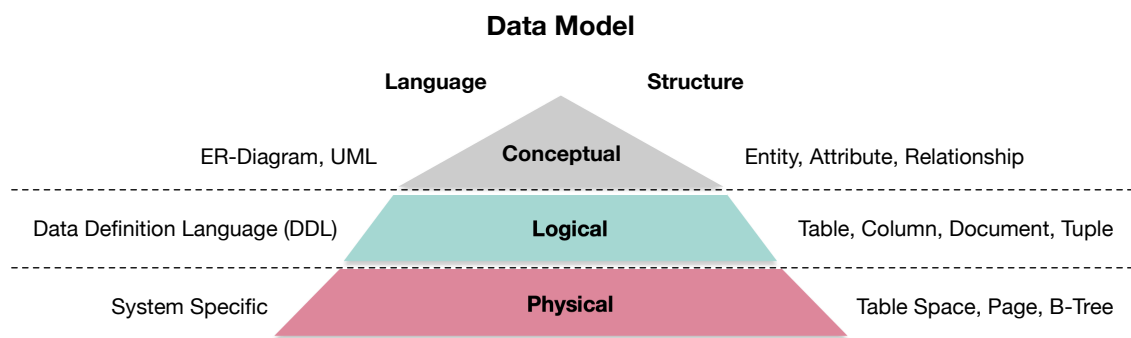 Data Model
Language
Structure
ER-Diagram, UML
Conceptual
Entity, Attribute, Relationship
Data Definition Language (DDL)
Logical
Table, Column, Document, Tuple
System Specific
Physical
Table Space, Page, B-Tree